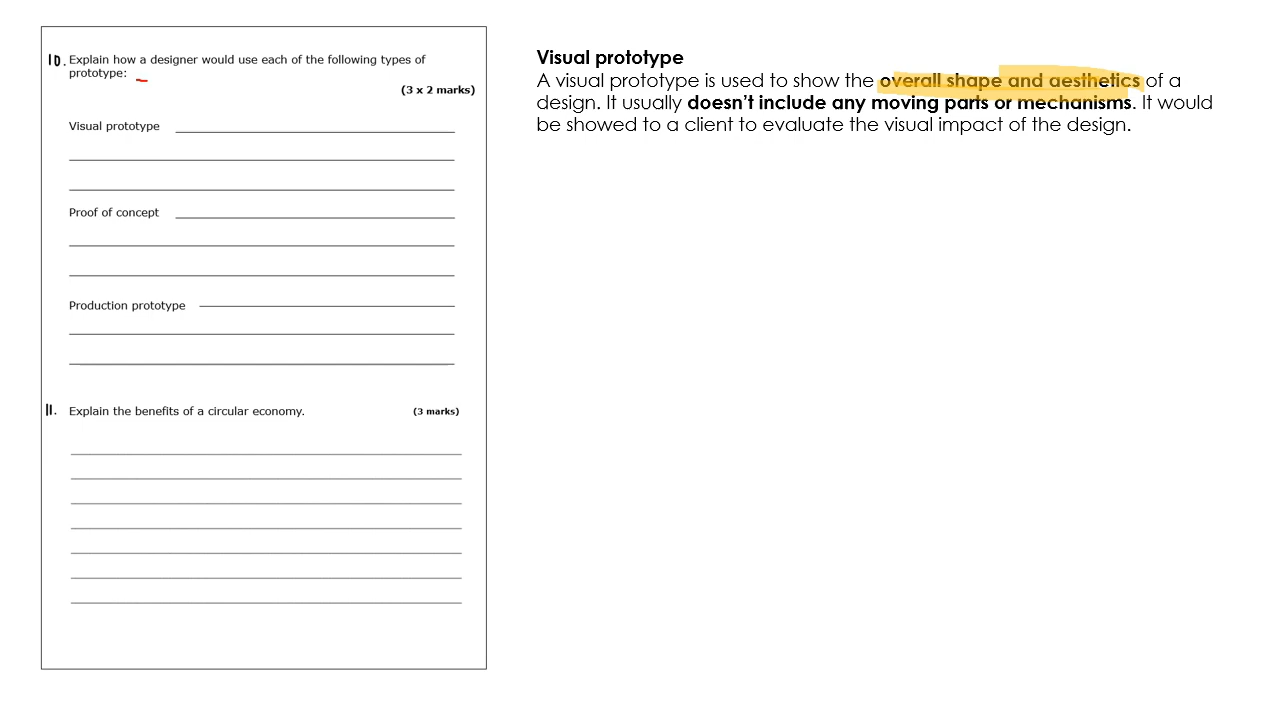 10. Explain how a designer would use each of the following types of
prototype:
(3 x 2 marks)
Visual prototype
Proof of concept
Production prototype
11. Explain the benefits of a circular economy. (3 marks)
Visual prototype
A visual prototype is used to show the overall shape and aesthetics of a
design. It usually doesn’t include any moving parts or mechanisms. It would
be showed to a client to evaluate the visual impact of the design.